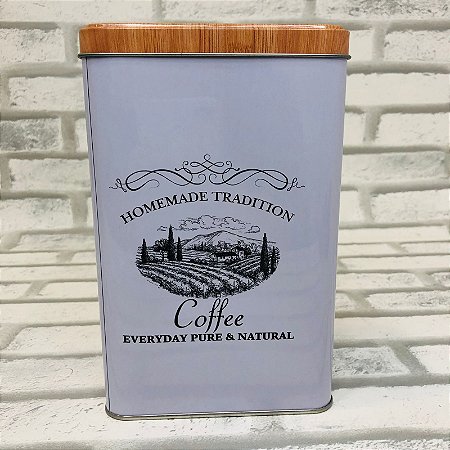 HOMEMADE TRADITION
Coffee
EVERYDAY PURE & NATURAL